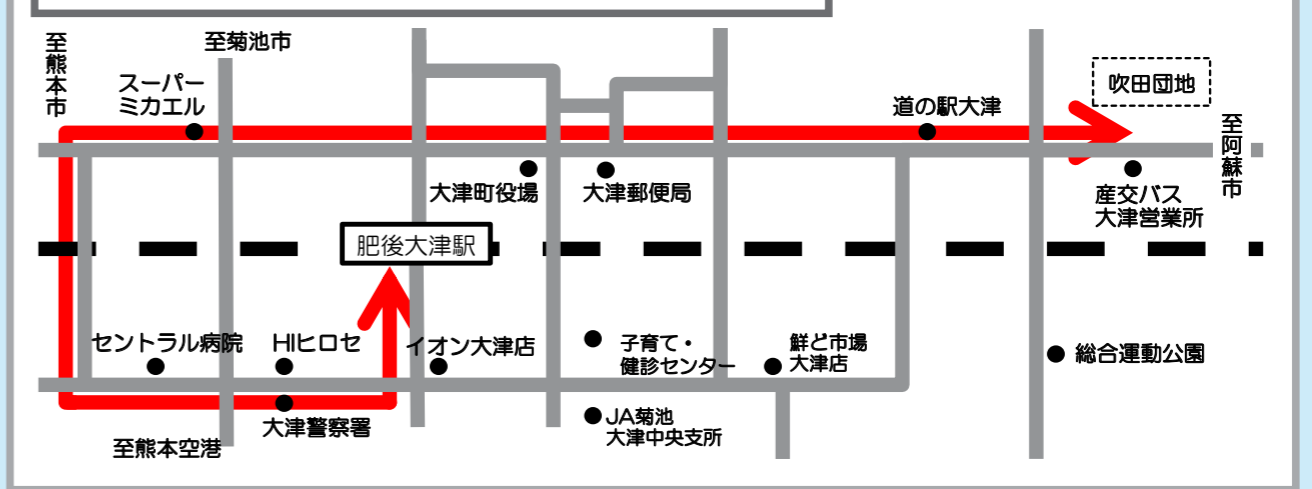 至熊本市
至菊池市
スーパー
ミカエル
吹田団地
道の駅大津
至阿蘇市
大津町役場
大津郵便局
産交バス
大津営業所
肥後大津駅
セントラル病院
HIヒロセ
イオン大津店
子育て・
健診センター
鮮ど市場
大津店
総合運動公園
大津警察署
JA菊池
大津中央支所
至熊本空港